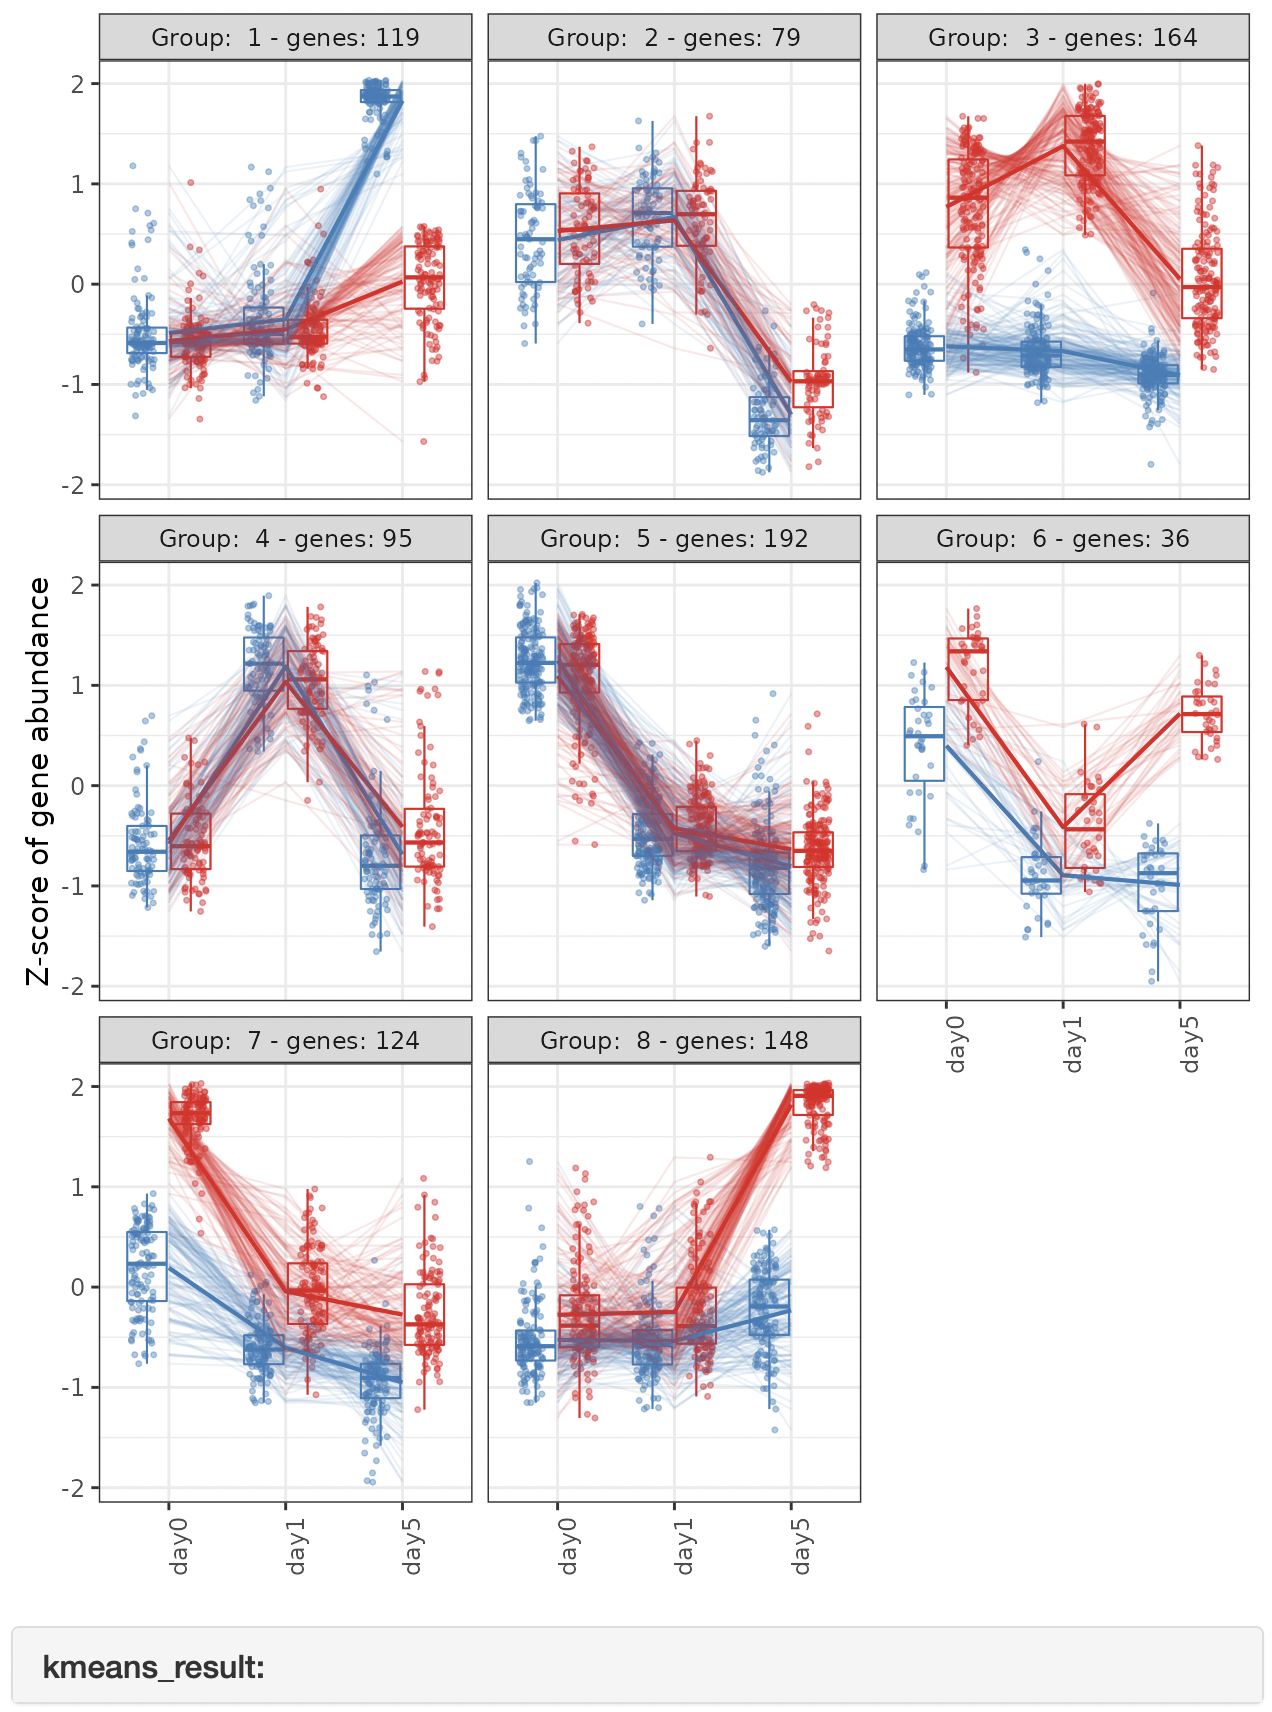 Group:  1 - genes: 119
Group:  2 - genes: 79
Group:  3 - genes: 164
2
1
0
-1
-2
Group:  4 - genes: 95
Group:  5 - genes: 192
Group:  6 - genes: 36
Z-score of gene abundance
2
1
0
-1
-2
day0
day1
day5
Group:  7 - genes: 124
Group:  8 - genes: 148
2
1
0
-1
-2
day0
day1
day5
day0
day1
day5
kmeans_result: